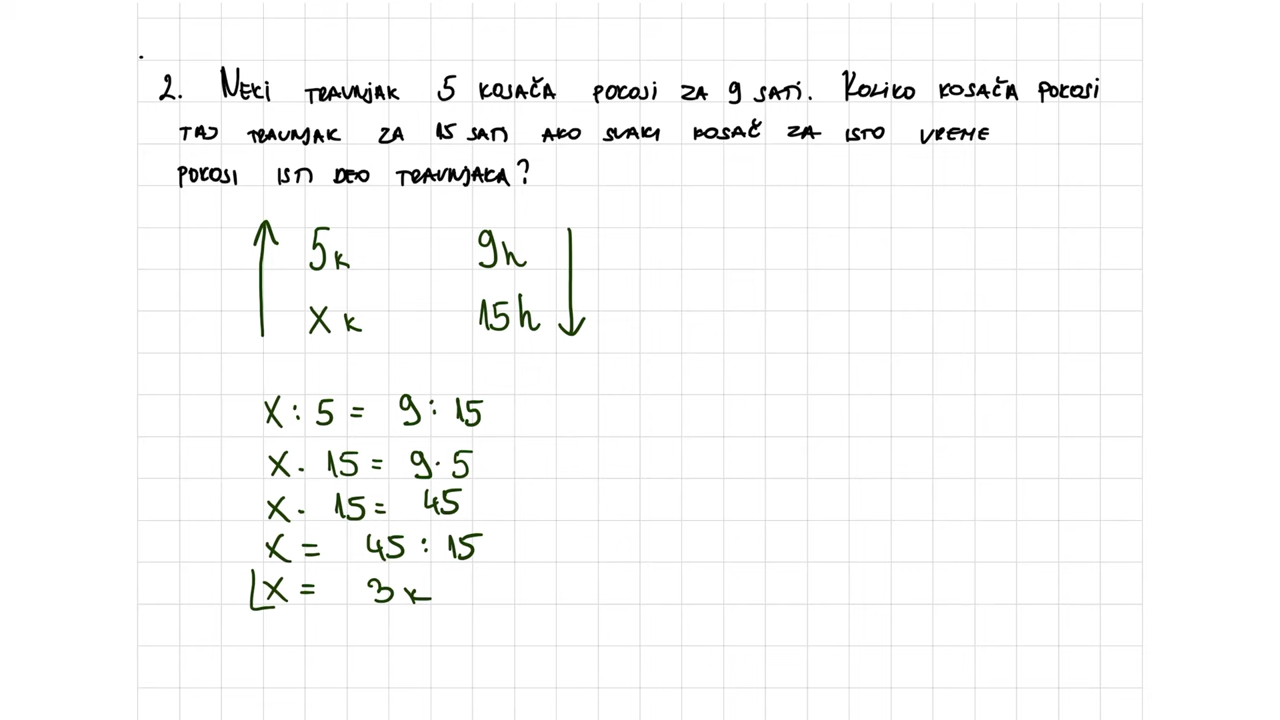 2. NEKI TRAVNJAK 5 KOSAČA POKOSI ZA 9 SATI. KOLIKO KOSAČA POKOSI
TAJ TRAVNJAK ZA 15 SATI AKO SVAKI KOSAČ ZA ISTO VREME
POKOSI ISTI DEO TRAVNJAKA?
5k 9h
x k 15h
x : 5 = 9 : 15
x · 15 = 9 · 5
x · 15 = 45
x = 45 : 15
x = 3 k